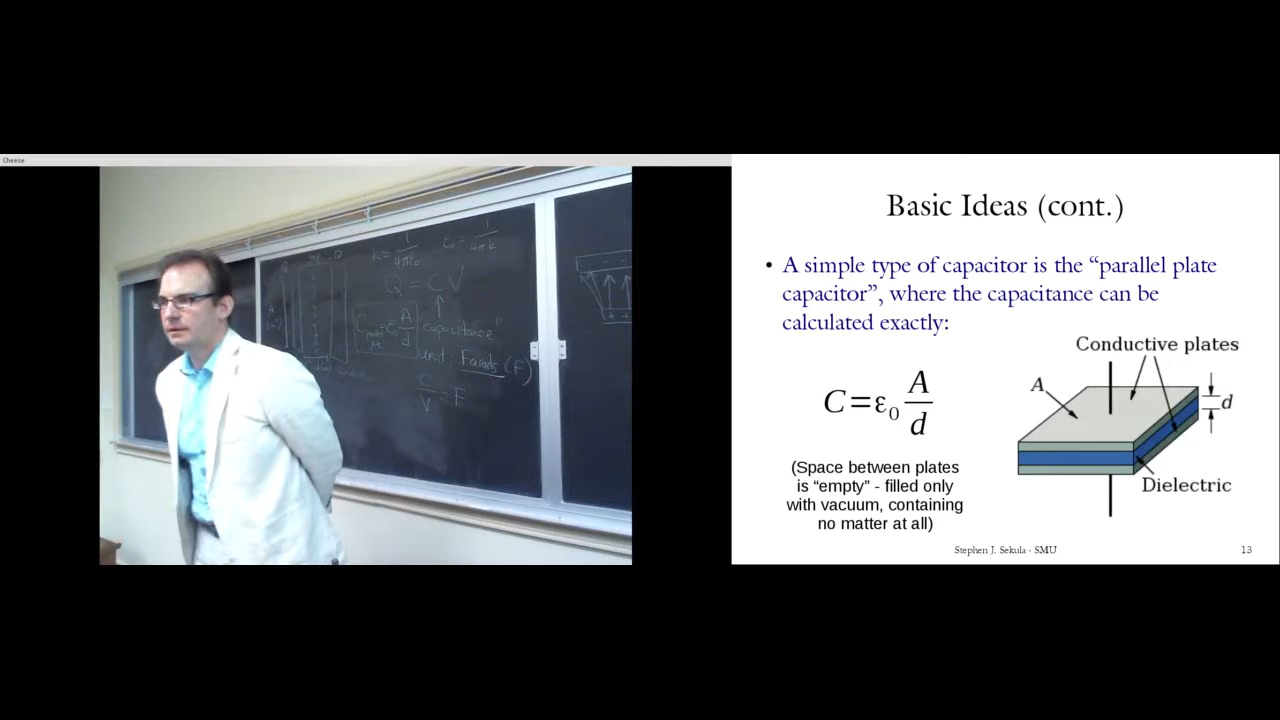 Cheese
Q = CV
"capacitance"
unit: Farads (F)
C/V = F
Basic Ideas (cont.)
• A simple type of capacitor is the “parallel plate
capacitor”, where the capacitance can be
calculated exactly:
C=ε₀ A/d
(Space between plates
is “empty” - filled only
with vacuum, containing
no matter at all)
Conductive plates
A
d
Dielectric
Stephen J. Sekula - SMU
13